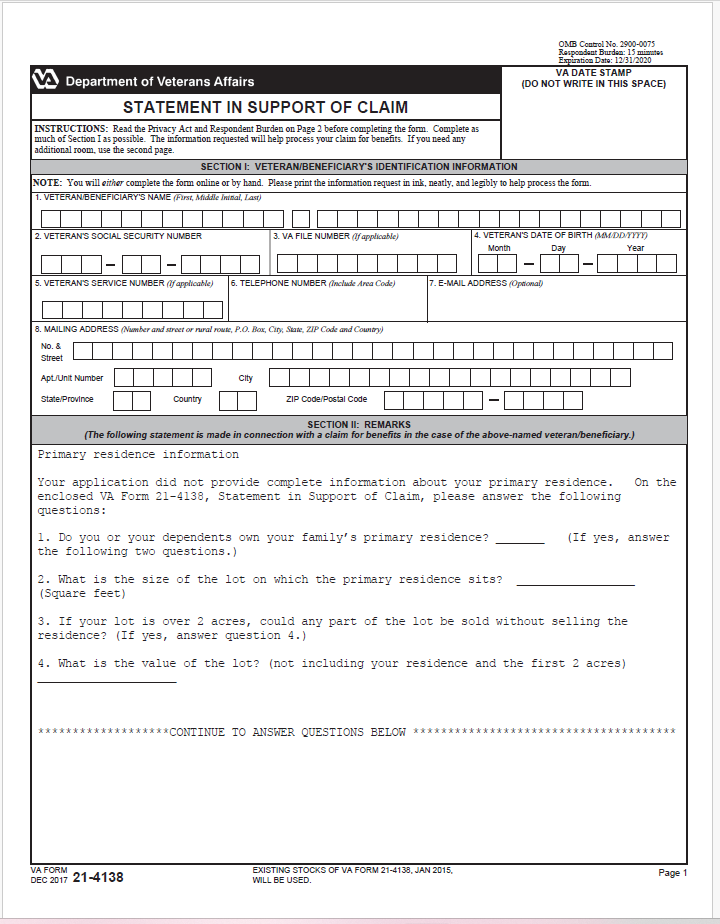 OMB Control No. 2900-0075
Respondent Burden: 15 minutes
Expiration Date: 12/31/2020
VA Department of Veterans Affairs
VA DATE STAMP
(DO NOT WRITE IN THIS SPACE)
STATEMENT IN SUPPORT OF CLAIM
INSTRUCTIONS: Read the Privacy Act and Respondent Burden on Page 2 before completing the form. Complete as
much of Section I as possible. The information requested will help process your claim for benefits. If you need any
additional room, use the second page.
SECTION I: VETERAN/BENEFICIARY'S IDENTIFICATION INFORMATION
NOTE: You will either complete the form online or by hand. Please print the information request in ink, neatly, and legibly to help process the form.
1. VETERAN/BENEFICIARY'S NAME (First, Middle Initial, Last)
2. VETERAN'S SOCIAL SECURITY NUMBER
3. VA FILE NUMBER (If applicable)
4. VETERAN'S DATE OF BIRTH (MM/DD/YYYY)
Month Day Year
5. VETERAN'S SERVICE NUMBER (If applicable)
6. TELEPHONE NUMBER (Include Area Code)
7. E-MAIL ADDRESS (Optional)
8. MAILING ADDRESS (Number and street or rural route, P.O. Box, City, State, ZIP Code and Country)
No. &
Street
Apt./Unit Number City
State/Province Country ZIP Code/Postal Code
SECTION II: REMARKS
(The following statement is made in connection with a claim for benefits in the case of the above-named veteran/beneficiary.)
Primary residence information
Your application did not provide complete information about your primary residence. On the
enclosed VA Form 21-4138, Statement in Support of Claim, please answer the following
questions:
1. Do you or your dependents own your family's primary residence? _______ (If yes, answer
the following two questions.)
2. What is the size of the lot on which the primary residence sits? _________________
(Square feet)
3. If your lot is over 2 acres, could any part of the lot be sold without selling the
residence? (If yes, answer question 4.)
4. What is the value of the lot? (not including your residence and the first 2 acres)
____________________
*******************CONTINUE TO ANSWER QUESTIONS BELOW **************************************
VA FORM
DEC 2017 21-4138
EXISTING STOCKS OF VA FORM 21-4138, JAN 2015,
WILL BE USED.
Page 1